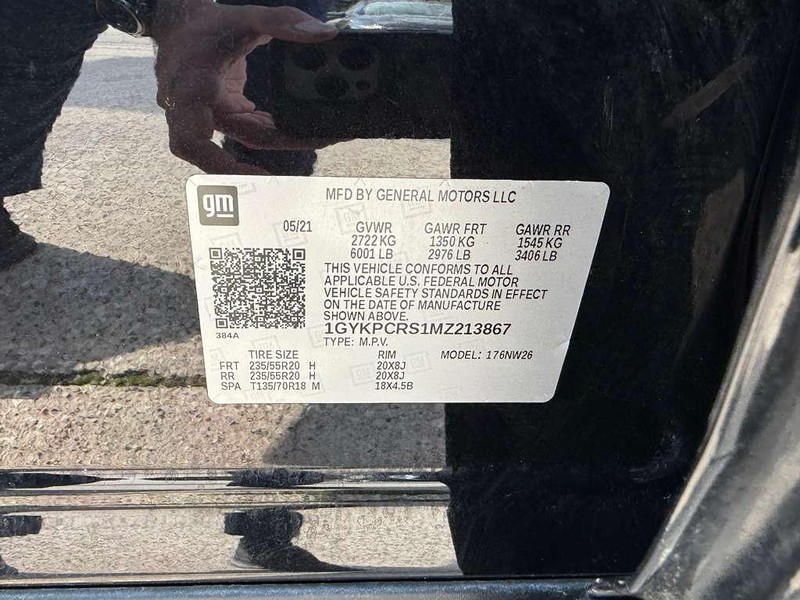 gm
MFD BY GENERAL MOTORS LLC
05/21 GVWR GAWR FRT GAWR RR
2722 KG 1350 KG 1545 KG
6001 LB 2976 LB 3406 LB
THIS VEHICLE CONFORMS TO ALL
APPLICABLE U.S. FEDERAL MOTOR
VEHICLE SAFETY STANDARDS IN EFFECT
ON THE DATE OF MANUFACTURE
SHOWN ABOVE.
1GYKPCRS1MZ213867
384A
TYPE: M.P.V.
TIRE SIZE RIM MODEL: 176NW26
FRT 235/55R20 H 20X8J
RR 235/55R20 H 20X8J
SPA T135/70R18 M 18X4.5B